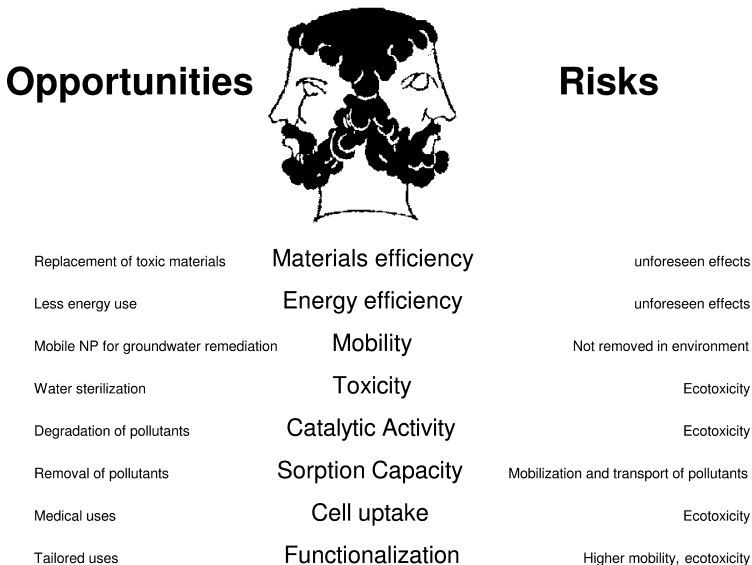 Opportunities Risks
Replacement of toxic materials Materials efficiency unforeseen effects
Less energy use Energy efficiency unforeseen effects
Mobile NP for groundwater remediation Mobility Not removed in environment
Water sterilization Toxicity Ecotoxicity
Degradation of pollutants Catalytic Activity Ecotoxicity
Removal of pollutants Sorption Capacity Mobilization and transport of pollutants
Medical uses Cell uptake Ecotoxicity
Tailored uses Functionalization Higher mobility, ecotoxicity